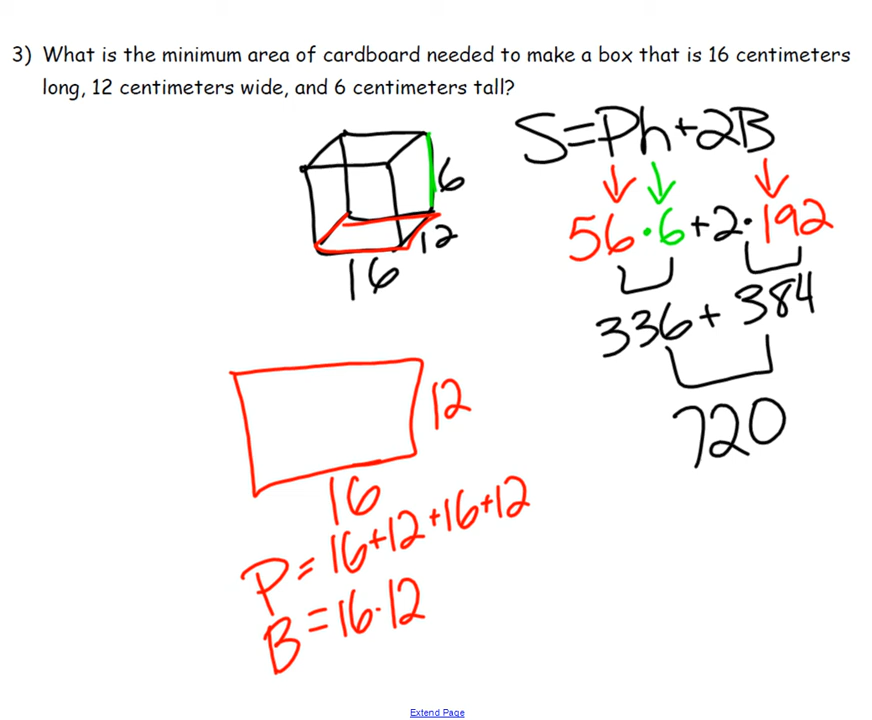 3) What is the minimum area of cardboard needed to make a box that is 16 centimeters
long, 12 centimeters wide, and 6 centimeters tall?
S=Ph+2B
6
12
16
56·6+2·192
336+384
720
12
16
P=16+12+16+12
B=16·12
Extend Page